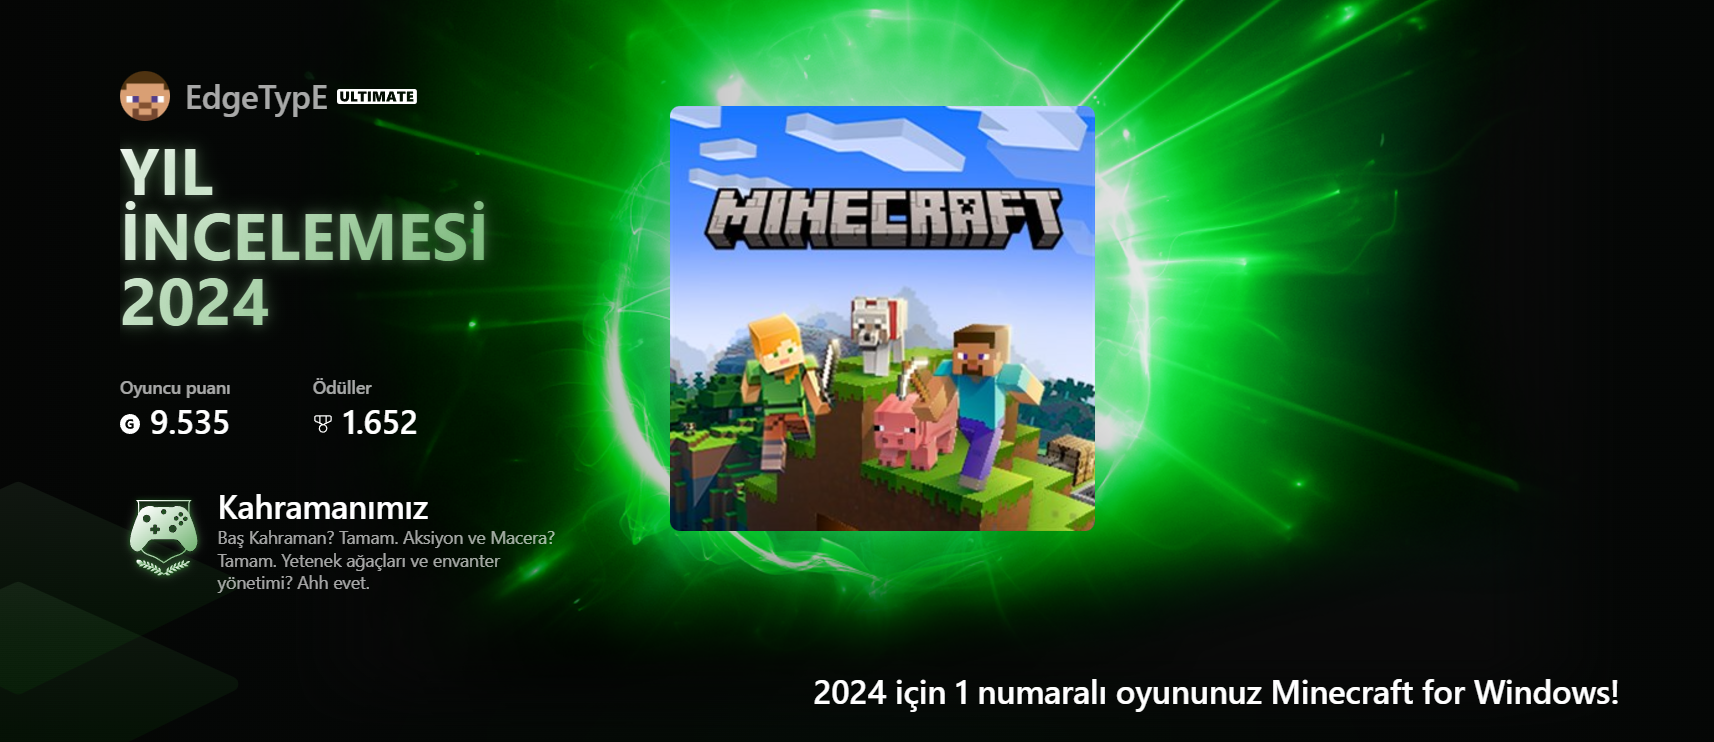 EdgeTypE ULTIMATE
YIL
İNCELEMESİ
2024
Oyuncu puanı
G 9.535
Ödüller
1.652
Kahramanımız
Baş Kahraman? Tamam. Aksiyon ve Macera?
Tamam. Yetenek ağaçları ve envanter
yönetimi? Ahh evet.
MINECRAFT
2024 için 1 numaralı oyununuz Minecraft for Windows!